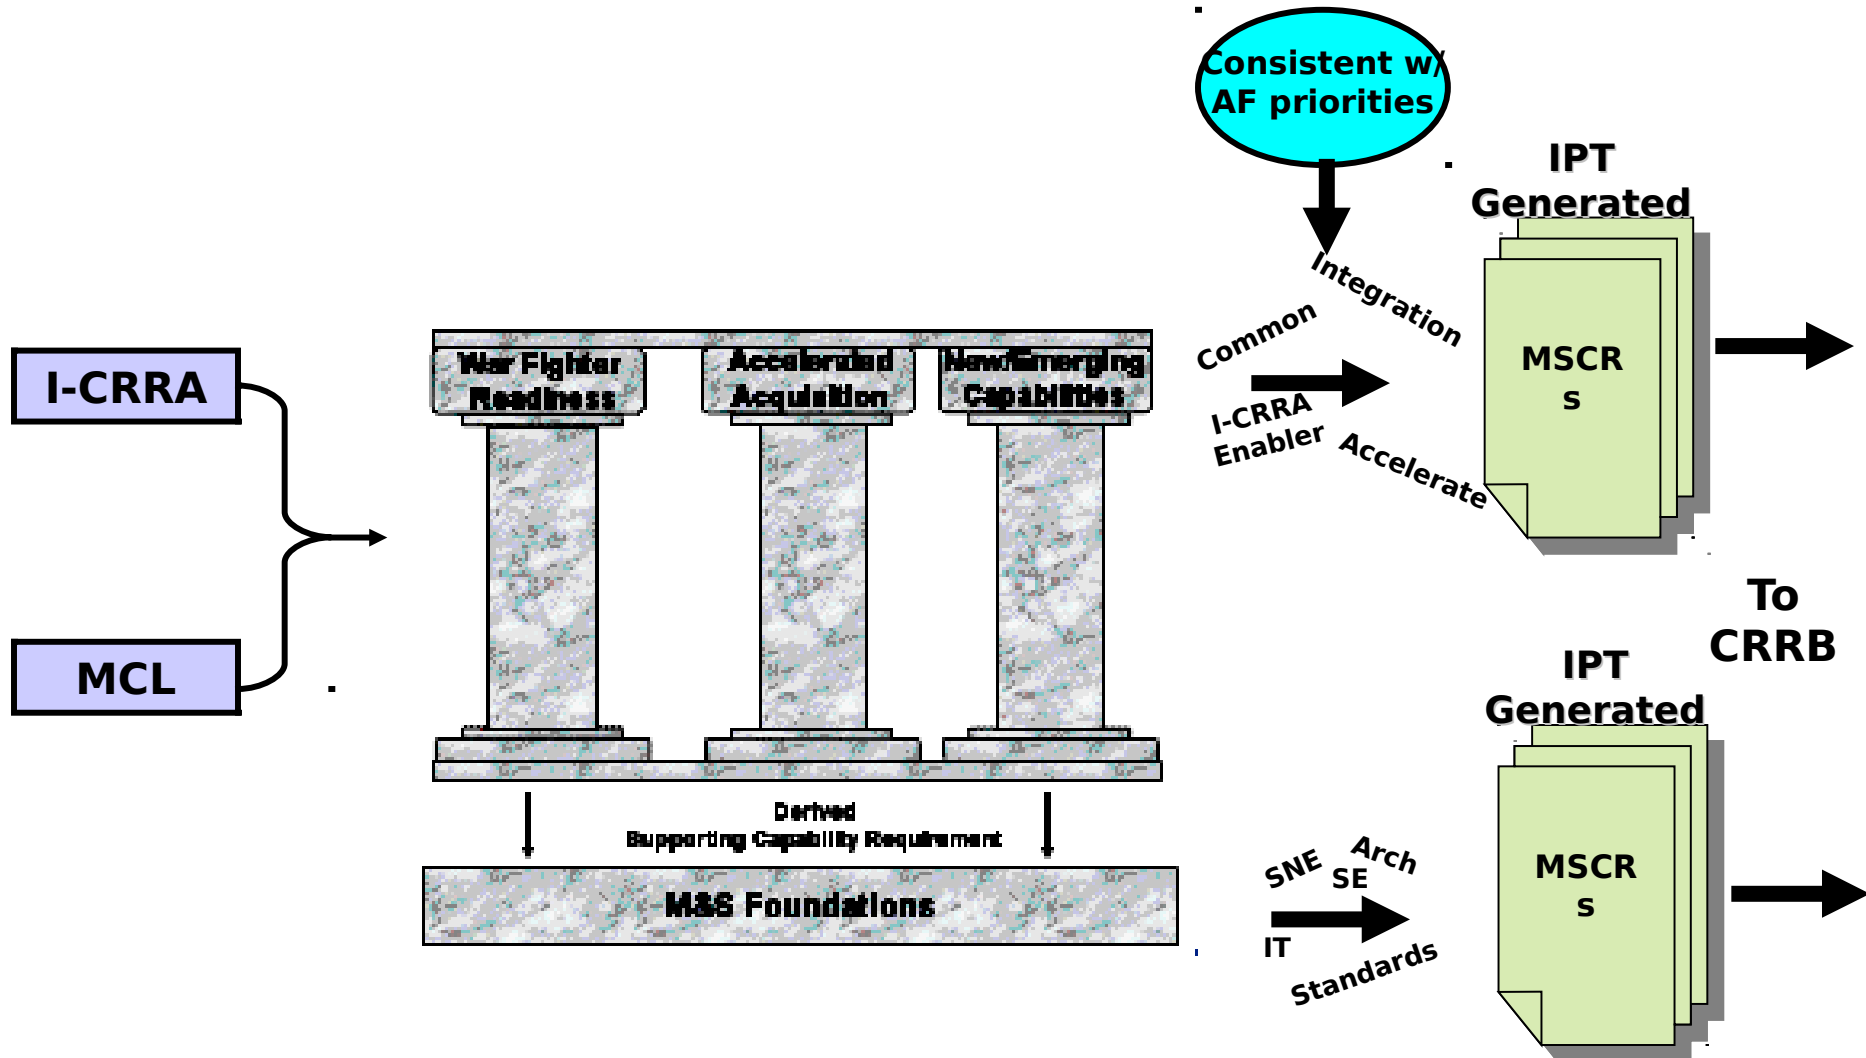 Consistent w/
AF priorities
IPT
Generated
Integration
Common
I-CRRA
Enabler
Accelerate
MSCR
s
I-CRRA
MCL
War Fighter
Readiness
Accelerated
Acquisition
New/Emerging
Capabilities
To
CRRB
IPT
Generated
Derived
Supporting Capability Requirement
M&S Foundations
SNE
Arch
SE
IT
Standards
MSCR
s